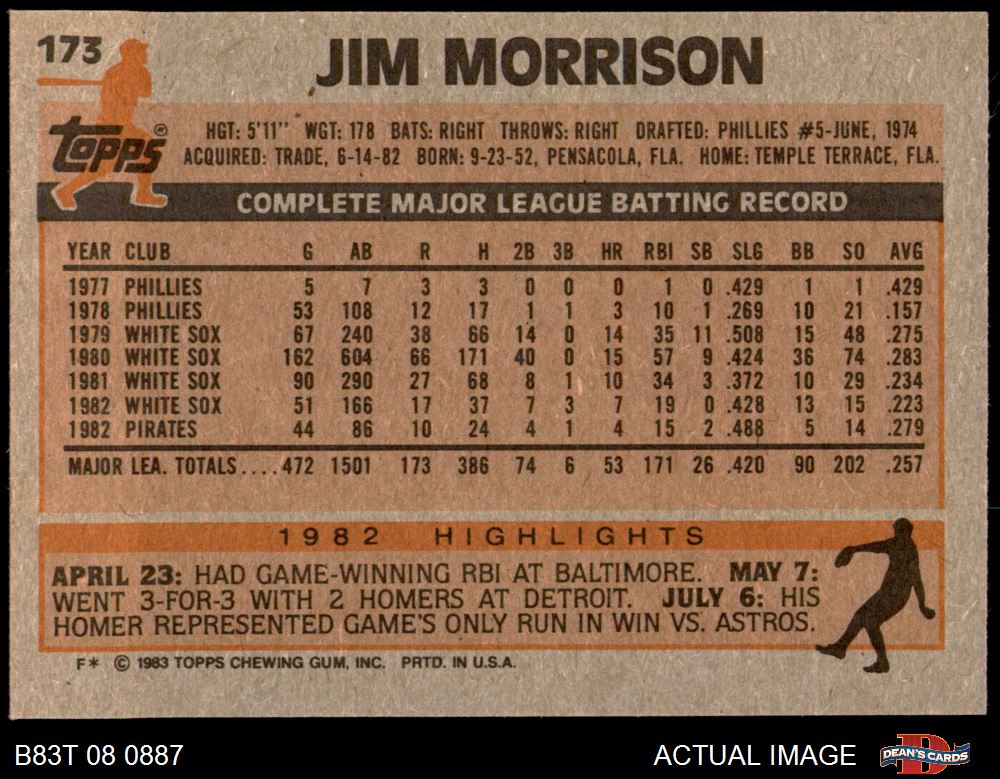 173
JIM MORRISON
Topps®
HGT: 5'11" WGT: 178 BATS: RIGHT THROWS: RIGHT DRAFTED: PHILLIES #5-JUNE, 1974
ACQUIRED: TRADE, 6-14-82 BORN: 9-23-52, PENSACOLA, FLA. HOME: TEMPLE TERRACE, FLA.
COMPLETE MAJOR LEAGUE BATTING RECORD
YEAR CLUB G AB R H 2B 3B HR RBI SB SLG BB SO AVG
1977 PHILLIES 5 7 3 3 0 0 0 1 0 .429 1 1 .429
1978 PHILLIES 53 108 12 17 1 1 3 10 1 .269 10 21 .157
1979 WHITE SOX 67 240 38 66 14 0 14 35 11 .508 15 48 .275
1980 WHITE SOX 162 604 66 171 40 0 15 57 9 .424 36 74 .283
1981 WHITE SOX 90 290 27 68 8 1 10 34 3 .372 10 29 .234
1982 WHITE SOX 51 166 17 37 7 3 7 19 0 .428 13 15 .223
1982 PIRATES 44 86 10 24 4 1 4 15 2 .488 5 14 .279
MAJOR LEA. TOTALS....472 1501 173 386 74 6 53 171 26 .420 90 202 .257
1982 HIGHLIGHTS
APRIL 23: HAD GAME-WINNING RBI AT BALTIMORE. MAY 7:
WENT 3-FOR-3 WITH 2 HOMERS AT DETROIT. JULY 6: HIS
HOMER REPRESENTED GAME'S ONLY RUN IN WIN VS. ASTROS.
F* © 1983 TOPPS CHEWING GUM, INC. PRTD. IN U.S.A.
B83T 08 0887
ACTUAL IMAGE
D
DEAN'S CARDS